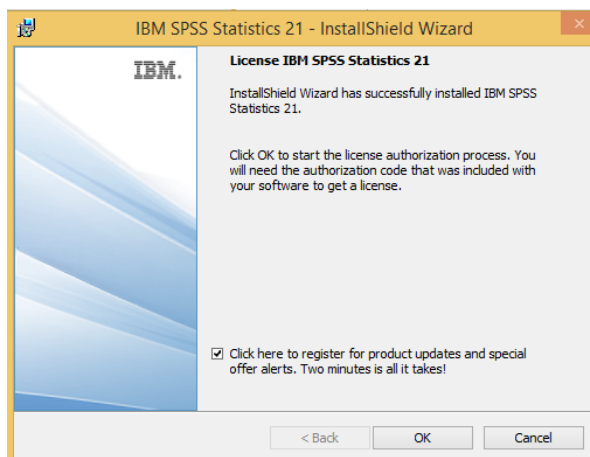 IBM SPSS Statistics 21 - InstallShield Wizard
IBM.
License IBM SPSS Statistics 21
InstallShield Wizard has successfully installed IBM SPSS
Statistics 21.
Click OK to start the license authorization process. You
will need the authorization code that was included with
your software to get a license.
Click here to register for product updates and special
offer alerts. Two minutes is all it takes!
< Back
OK
Cancel